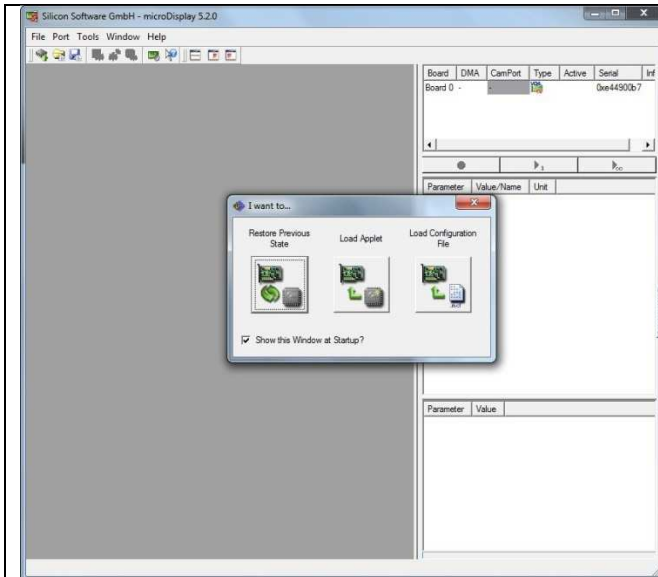 Silicon Software GmbH - microDisplay 5.2.0
File Port Tools Window Help
Board DMA CamPort Type Active Serial Inf
Board 0 - - 0xe44900b7
1 ∞
Parameter Value/Name Unit
I want to...
Restore Previous State Load Applet Load Configuration File
Show this Window at Startup?
Parameter Value